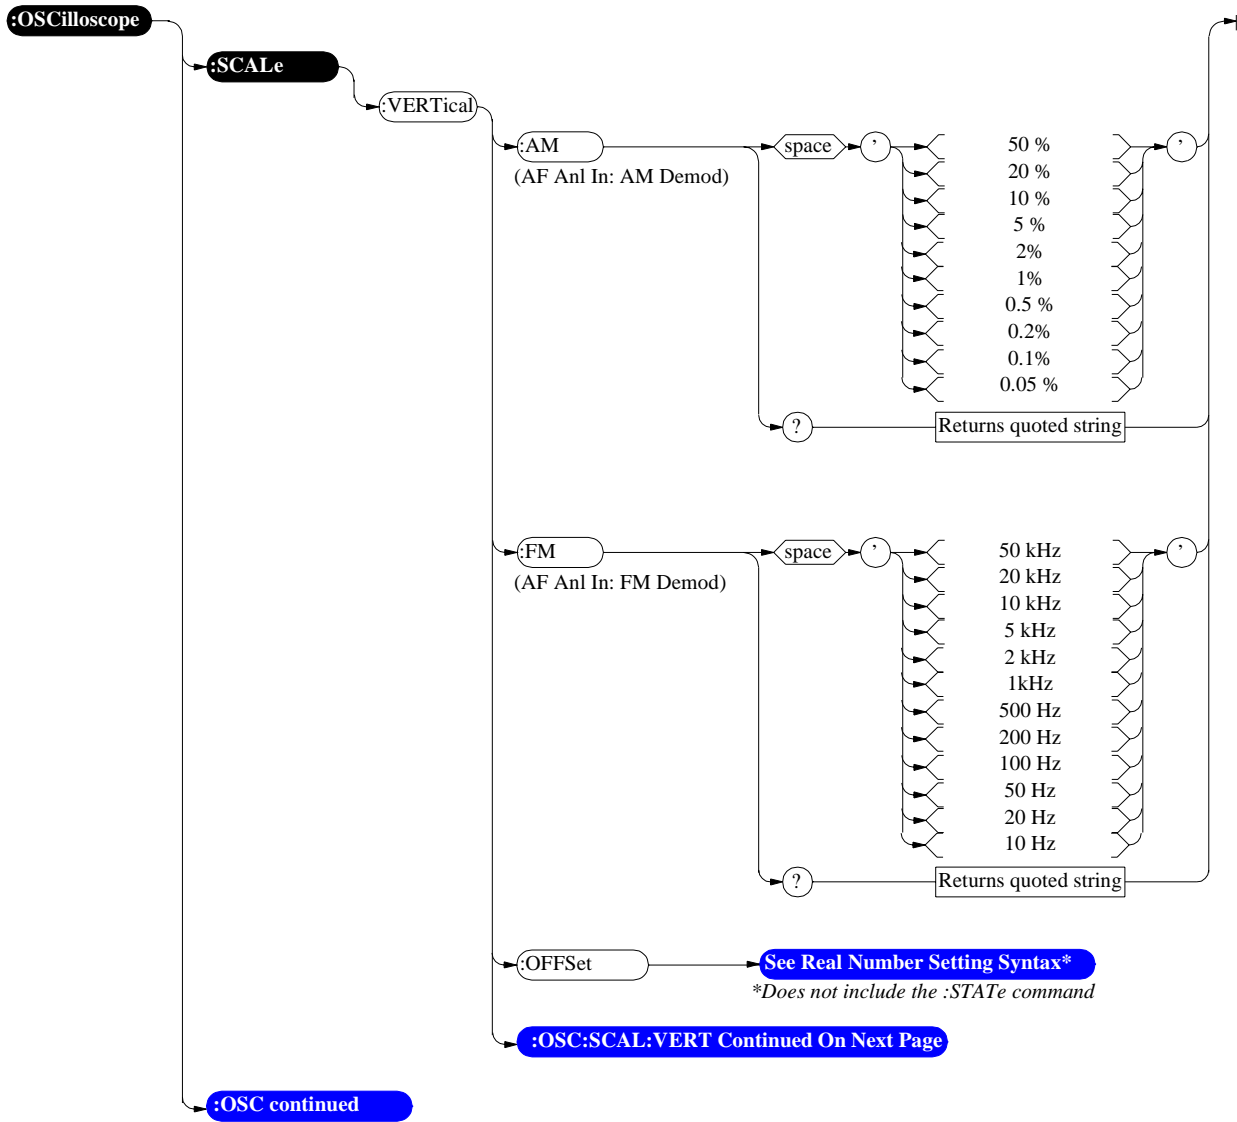 :OSCilloscope
:SCALe
:VERTical
:AM
space
’
50 %
’
(AF Anl In: AM Demod)
20 %
10 %
5 %
2%
1%
0.5 %
0.2%
0.1%
0.05 %
?
Returns quoted string
:FM
space
’
50 kHz
’
(AF Anl In: FM Demod)
20 kHz
10 kHz
5 kHz
2 kHz
1kHz
500 Hz
200 Hz
100 Hz
50 Hz
20 Hz
10 Hz
?
Returns quoted string
:OFFSet
See Real Number Setting Syntax*
*Does not include the :STATe command
:OSC:SCAL:VERT Continued On Next Page
:OSC continued